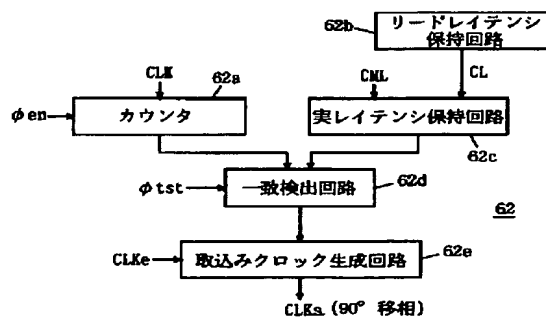 62b
リードレイテンシ
保持回路
CLK
62a
CML
CL
φen
カウンタ
実レイテンシ保持回路
62c
φtst
一致検出回路
62d
62
CLKe
取込みクロック生成回路
62e
CLKs (90° 移相)